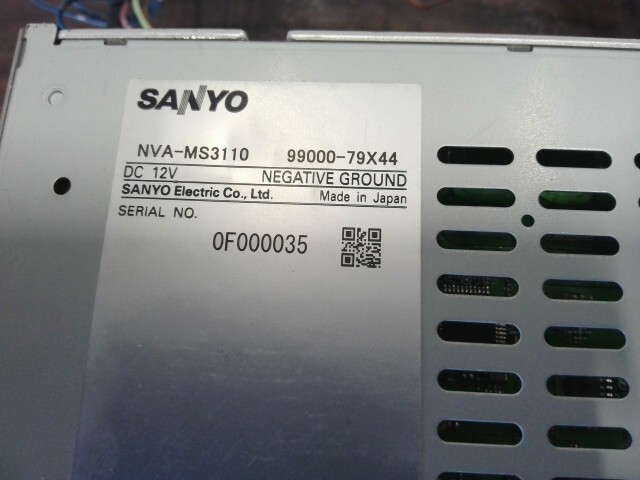 SANYO
NVA-MS3110 99000-79X44
DC 12V NEGATIVE GROUND
SANYO Electric Co., Ltd. Made in Japan
SERIAL NO.
0F000035